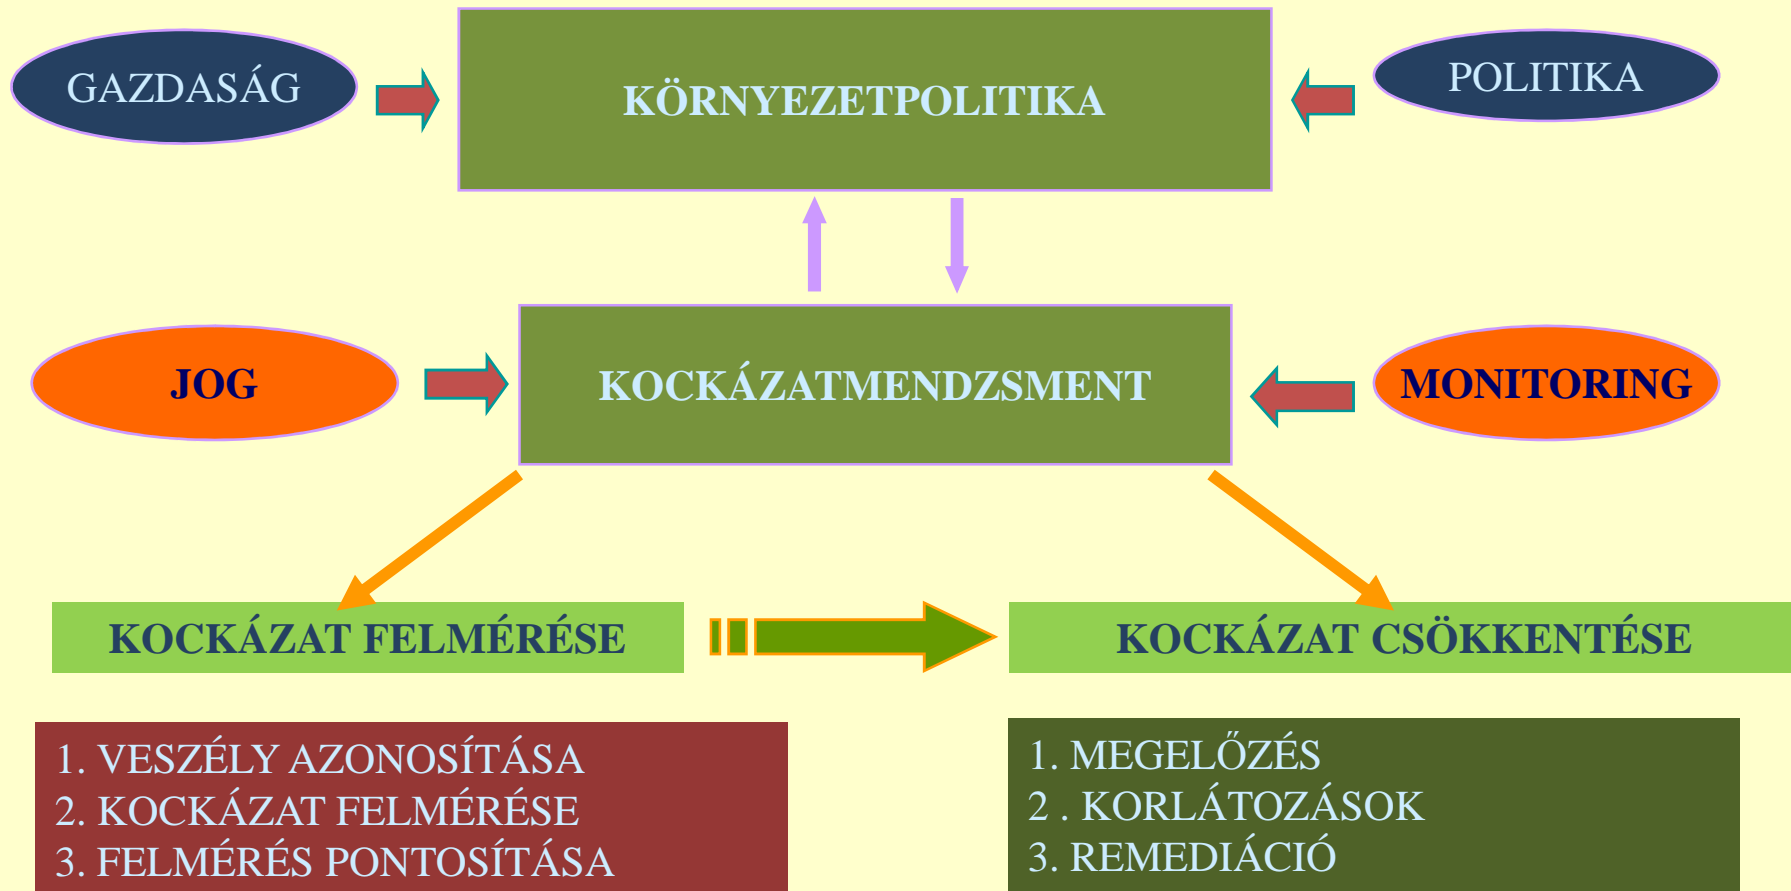 GAZDASÁG
KÖRNYEZETPOLITIKA
POLITIKA
JOG
KOCKÁZATMENDZSMENT
MONITORING
KOCKÁZAT FELMÉRÉSE
KOCKÁZAT CSÖKKENTÉSE
1. VESZÉLY AZONOSÍTÁSA
2. KOCKÁZAT FELMÉRÉSE
3. FELMÉRÉS PONTOSÍTÁSA
1. MEGELŐZÉS
2 . KORLÁTOZÁSOK
3. REMEDIÁCIÓ